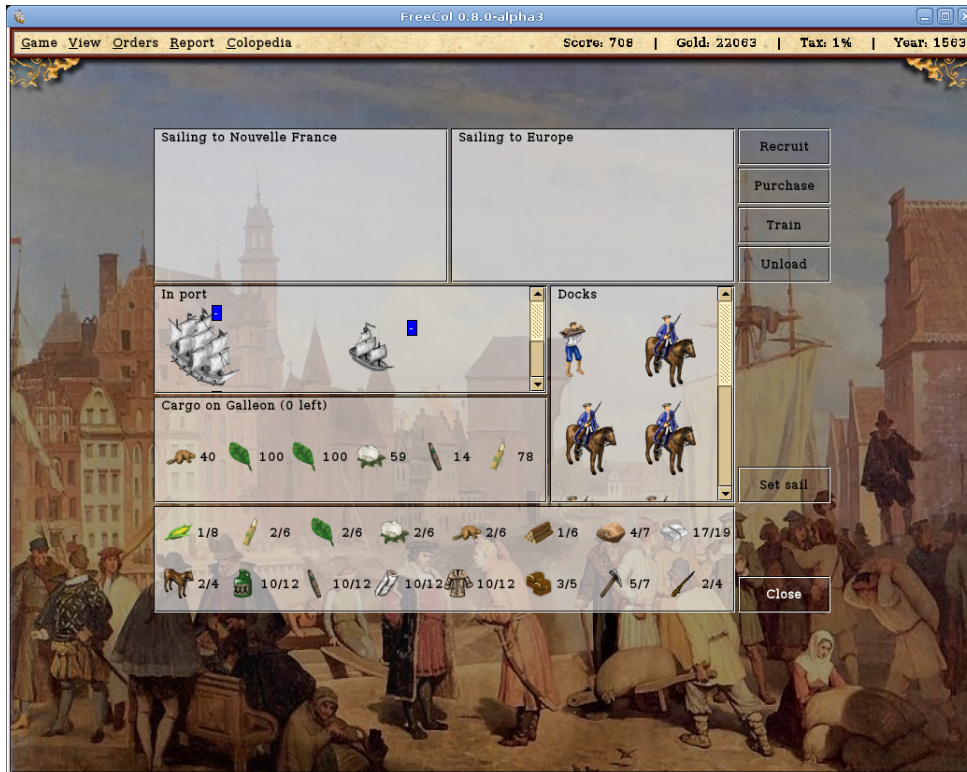 FreeCol 0.8.0-alpha3
Game View Orders Report Colopedia Score: 708 | Gold: 22063 | Tax: 1% | Year: 1563
Sailing to Nouvelle France
Sailing to Europe
Recruit
Purchase
Train
Unload
In port
- -
Docks
Cargo on Galleon (0 left)
40 100 100 59 14 78
Set sail
1/8 2/6 2/6 2/6 2/6 1/6 4/7 17/19
2/4 10/12 10/12 10/12 10/12 3/5 5/7 2/4
Close